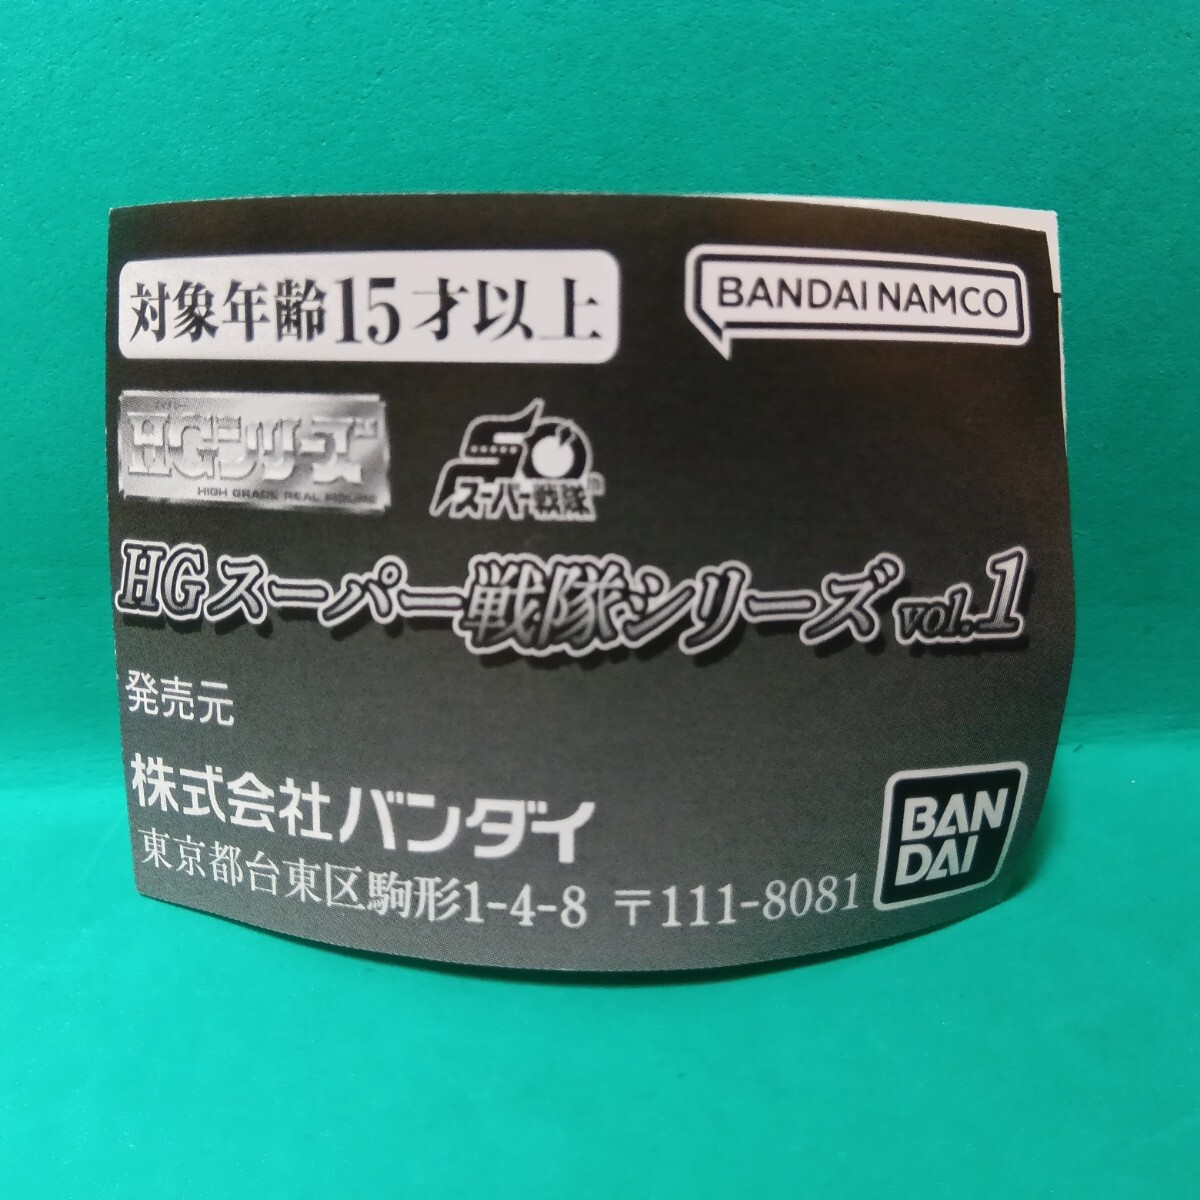 対象年齢15才以上
BANDAI NAMCO
HGシリーズ
HIGH GRADE REAL FIGURE
50
スーパー戦隊
HGスーパー戦隊シリーズ vol.1
発売元
株式会社バンダイ
東京都台東区駒形1-4-8 〒111-8081
BAN
DAI